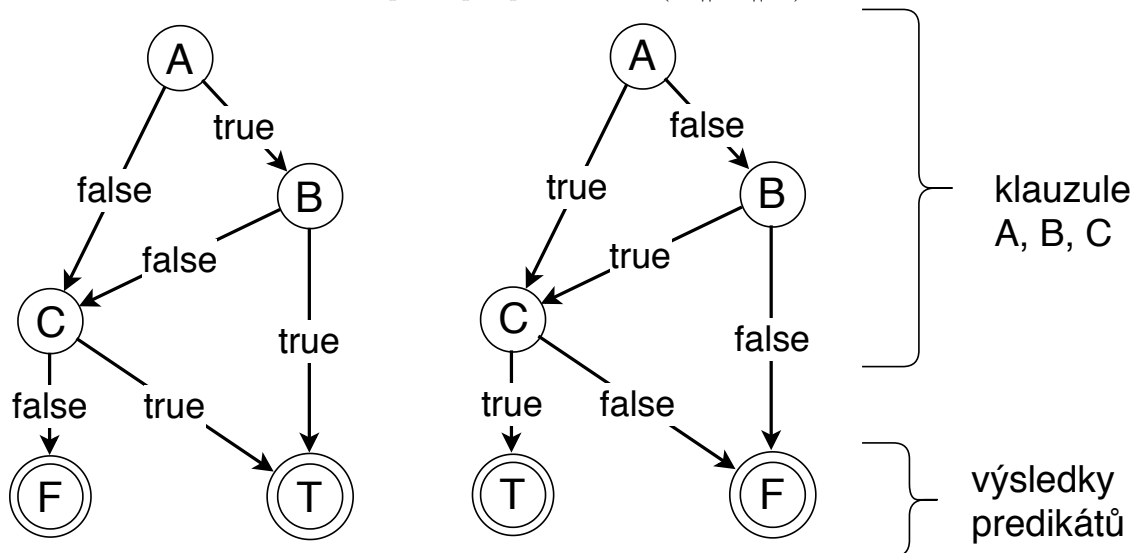 A
A
true
false
false
true
B
B
klauzule
A, B, C
false
true
C
C
true
false
false
true
true
false
F
T
T
F
výsledky
predikátů